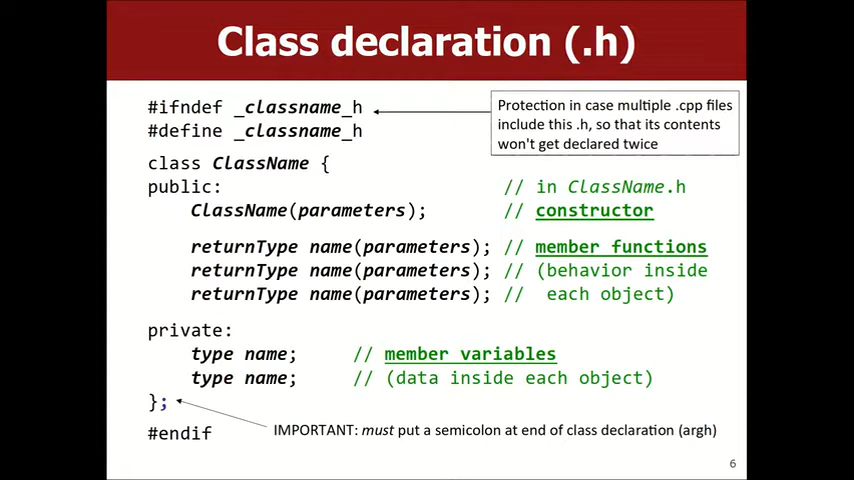 Class declaration (.h)
#ifndef _classname_h
#define _classname_h
Protection in case multiple .cpp files
include this .h, so that its contents
won't get declared twice
class ClassName {
public: // in ClassName.h
ClassName(parameters); // constructor
returnType name(parameters); // member functions
returnType name(parameters); // (behavior inside
returnType name(parameters); // each object)
private:
type name; // member variables
type name; // (data inside each object)
};
IMPORTANT: must put a semicolon at end of class declaration (argh)
#endif
6